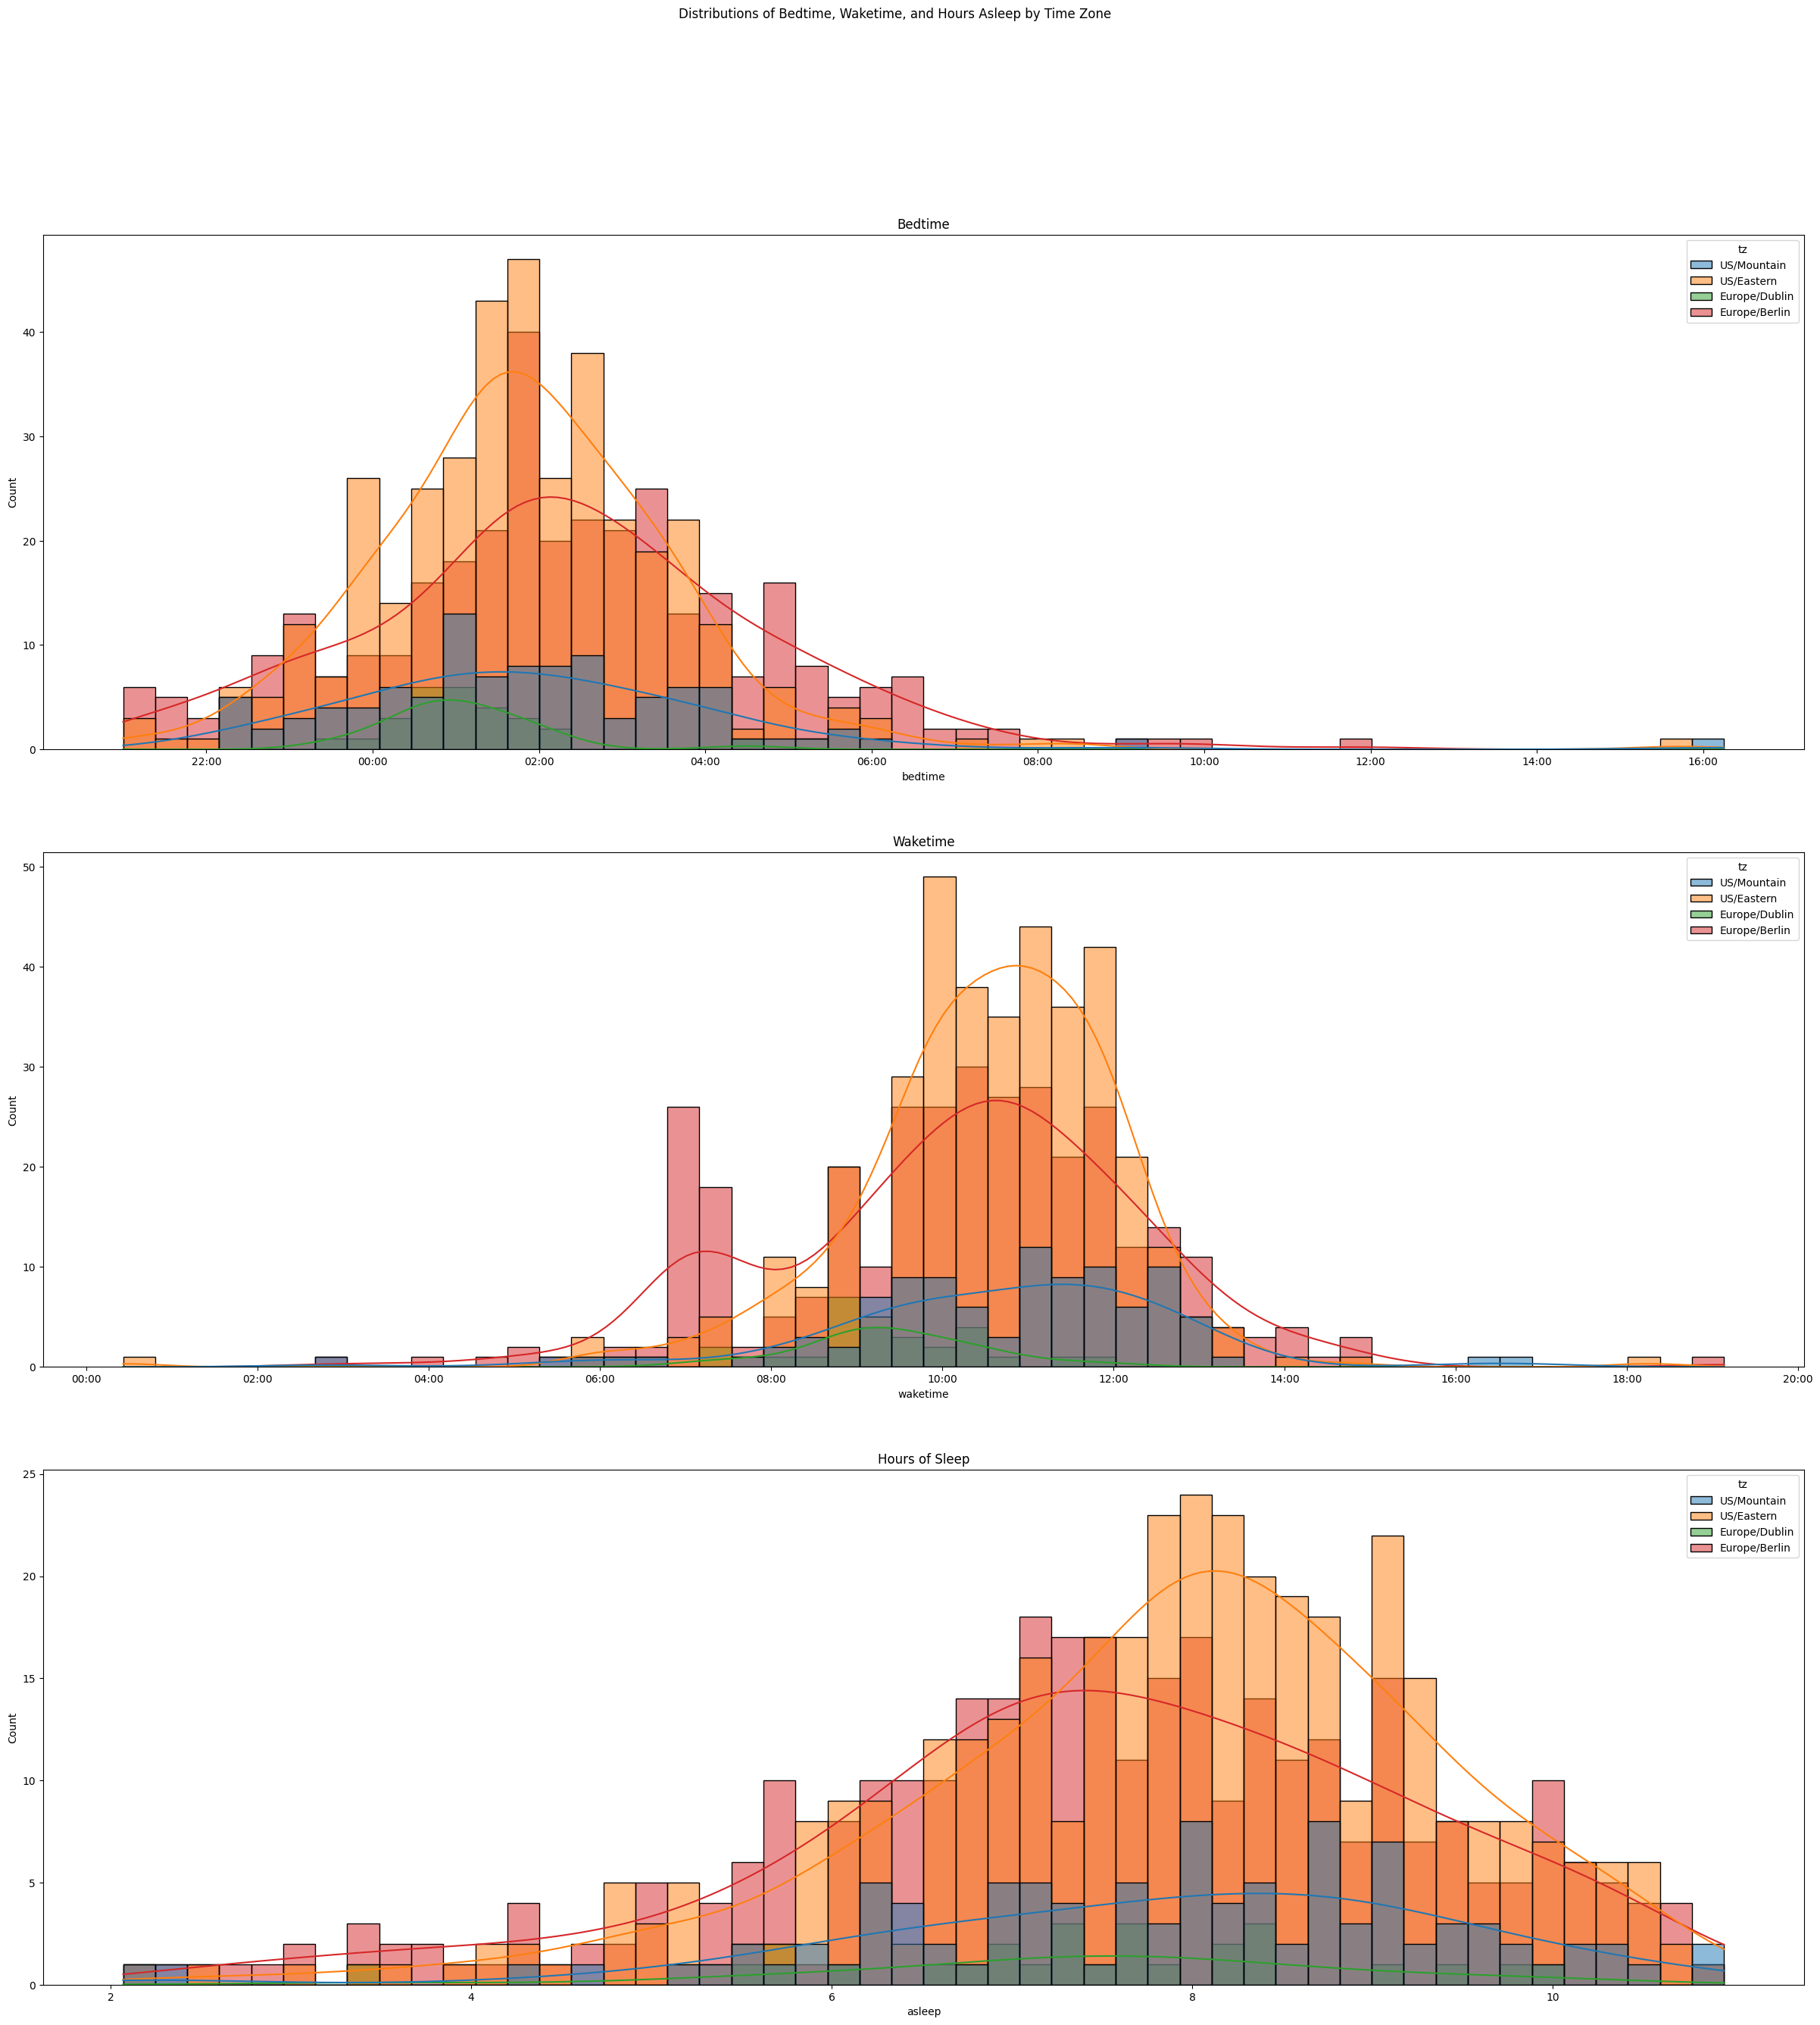 Distributions of Bedtime, Waketime, and Hours Asleep by Time Zone
Bedtime
tz
US/Mountain
US/Eastern
Europe/Dublin
Europe/Berlin
Count
40
30
20
10
0
22:00 00:00 02:00 04:00 06:00 08:00 10:00 12:00 14:00 16:00
bedtime
Waketime
tz
US/Mountain
US/Eastern
Europe/Dublin
Europe/Berlin
Count
50
40
30
20
10
0
00:00 02:00 04:00 06:00 08:00 10:00 12:00 14:00 16:00 18:00 20:00
waketime
Hours of Sleep
tz
US/Mountain
US/Eastern
Europe/Dublin
Europe/Berlin
Count
25
20
15
10
5
0
2 4 6 8 10
asleep